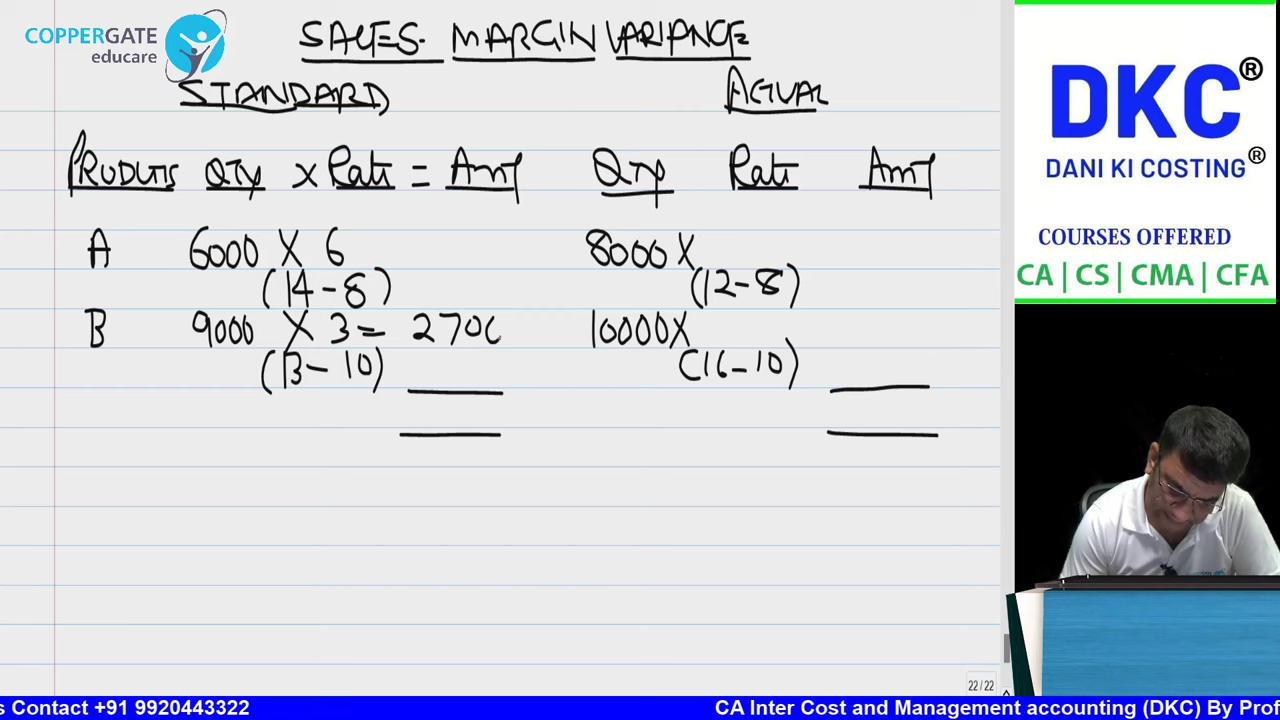 COPPERGATE
educare
SALES MARGIN VARIANCE
STANDARD ACTUAL
PRODUCTS QTY X Rate = Amt Qty Rate Amt
A 6000 X 6 8000 X
(14-8) (12-8)
B 9000 X 3 = 2700 10000X
(13-10) (16-10)
22/22
DKC®
DANI KI COSTING®
COURSES OFFERED
CA | CS | CMA | CFA
s Contact +91 9920443322 CA Inter Cost and Management accounting (DKC) By Prof